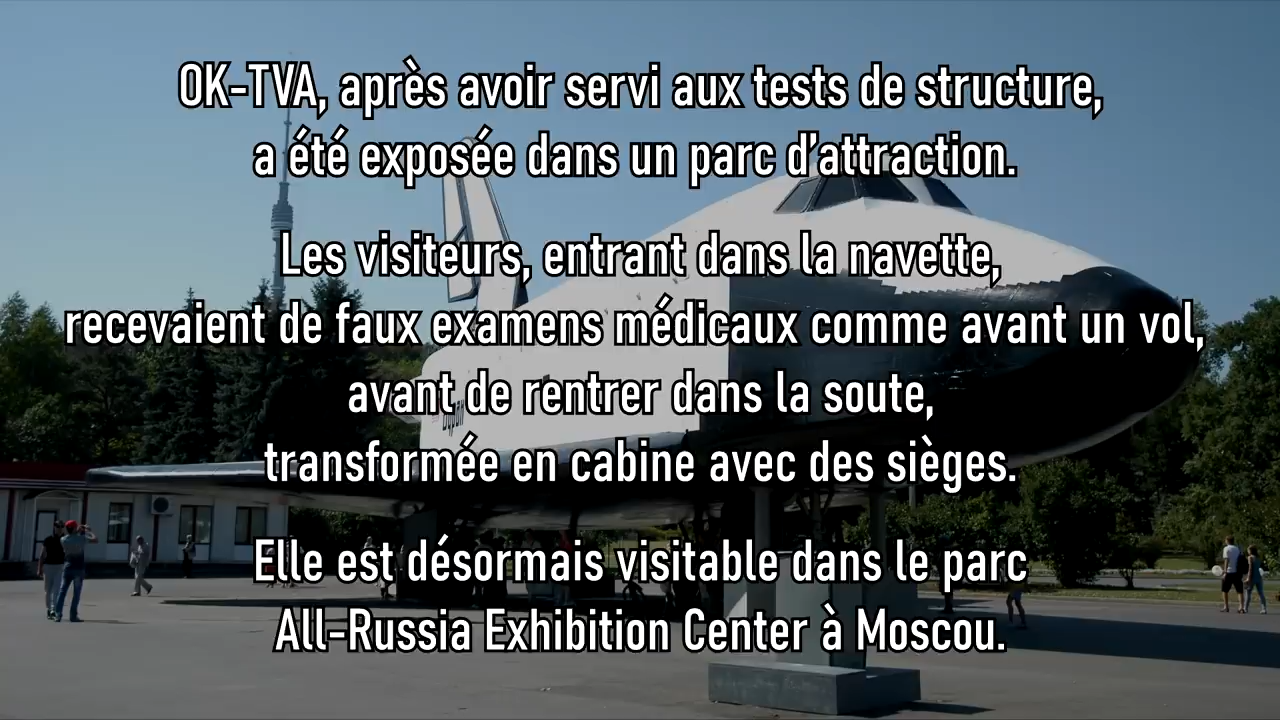 OK-TVA, après avoir servi aux tests de structure,
a été exposée dans un parc d’attraction.
Les visiteurs, entrant dans la navette,
recevaient de faux examens médicaux comme avant un vol,
avant de rentrer dans la soute,
transformée en cabine avec des sièges.
Elle est désormais visitable dans le parc
All-Russia Exhibition Center à Moscou.